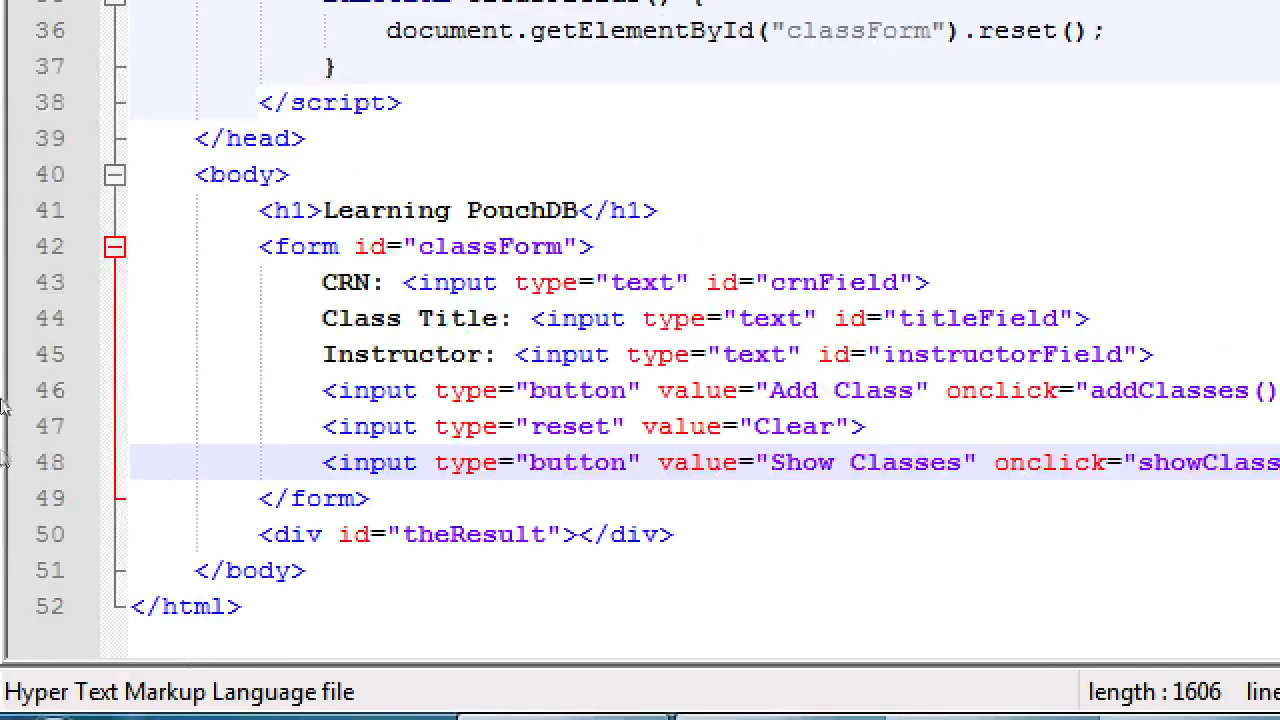 36 document.getElementById("classForm").reset();
37 }
38 </script>
39 </head>
40 <body>
41 <h1>Learning PouchDB</h1>
42 <form id="classForm">
43 CRN: <input type="text" id="crnField">
44 Class Title: <input type="text" id="titleField">
45 Instructor: <input type="text" id="instructorField">
46 <input type="button" value="Add Class" onclick="addClasses()
47 <input type="reset" value="Clear">
48 <input type="button" value="Show Classes" onclick="showClass
49 </form>
50 <div id="theResult"></div>
51 </body>
52 </html>
Hyper Text Markup Language file length : 1606 line